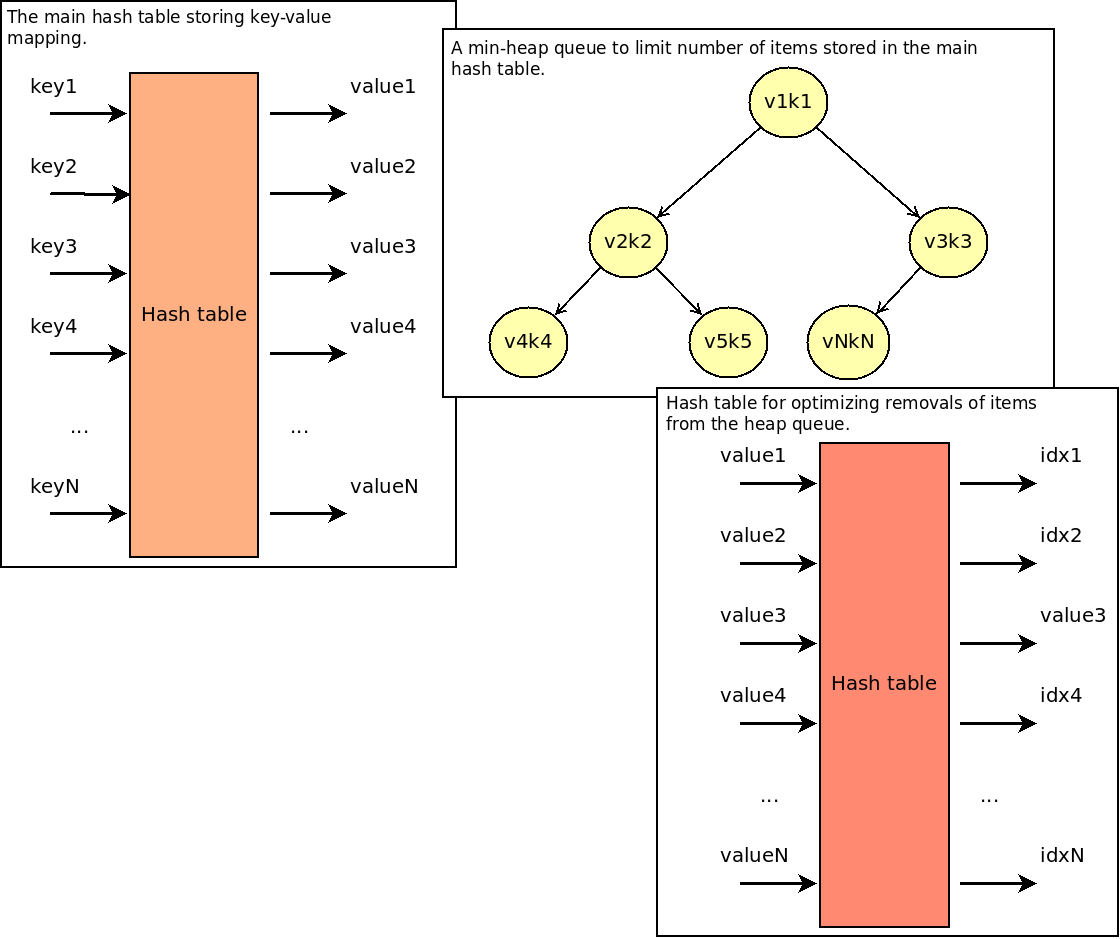 The main hash table storing key-value
mapping.
key1
value1
key2
value2
key3
value3
Hash table
key4
value4
...
...
keyN
valueN
A min-heap queue to limit number of items stored in the main
hash table.
v1k1
v2k2
v3k3
v4k4
v5k5
vNkN
Hash table for optimizing removals of items
from the heap queue.
value1
idx1
value2
idx2
value3
value3
Hash table
value4
idx4
...
...
valueN
idxN